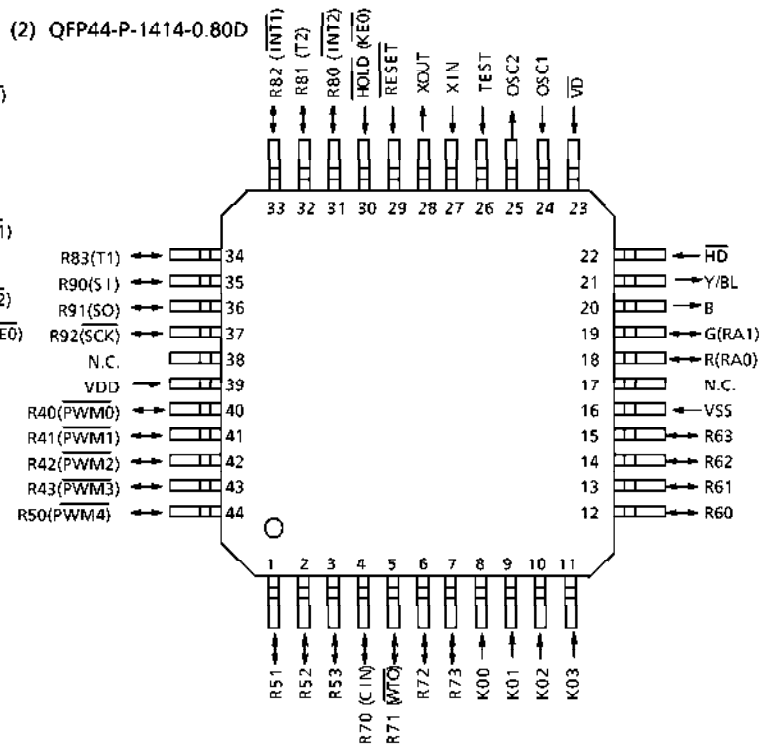 (2) QFP44-P-1414-0.80D
R82 (INT1)
R81 (T2)
R80 (INT2)
HOLD (KE0)
RESET
XOUT
XIN
TEST
OSC2
OSC1
VD
33 32 31 30 29 28 27 26 25 24 23
R83(T1) 34
R90(SI) 35
R91(SO) 36
R92(SCK) 37
N.C. 38
VDD 39
R40(PWM0) 40
R41(PWM1) 41
R42(PWM2) 42
R43(PWM3) 43
R50(PWM4) 44
22 HD
21 Y/BL
20 B
19 G(RA1)
18 R(RA0)
17 N.C.
16 VSS
15 R63
14 R62
13 R61
12 R60
1 2 3 4 5 6 7 8 9 10 11
R51
R52
R53
R70 (CIN)
R71 (WTO)
R72
R73
K00
K01
K02
K03
1)
2)
E0)